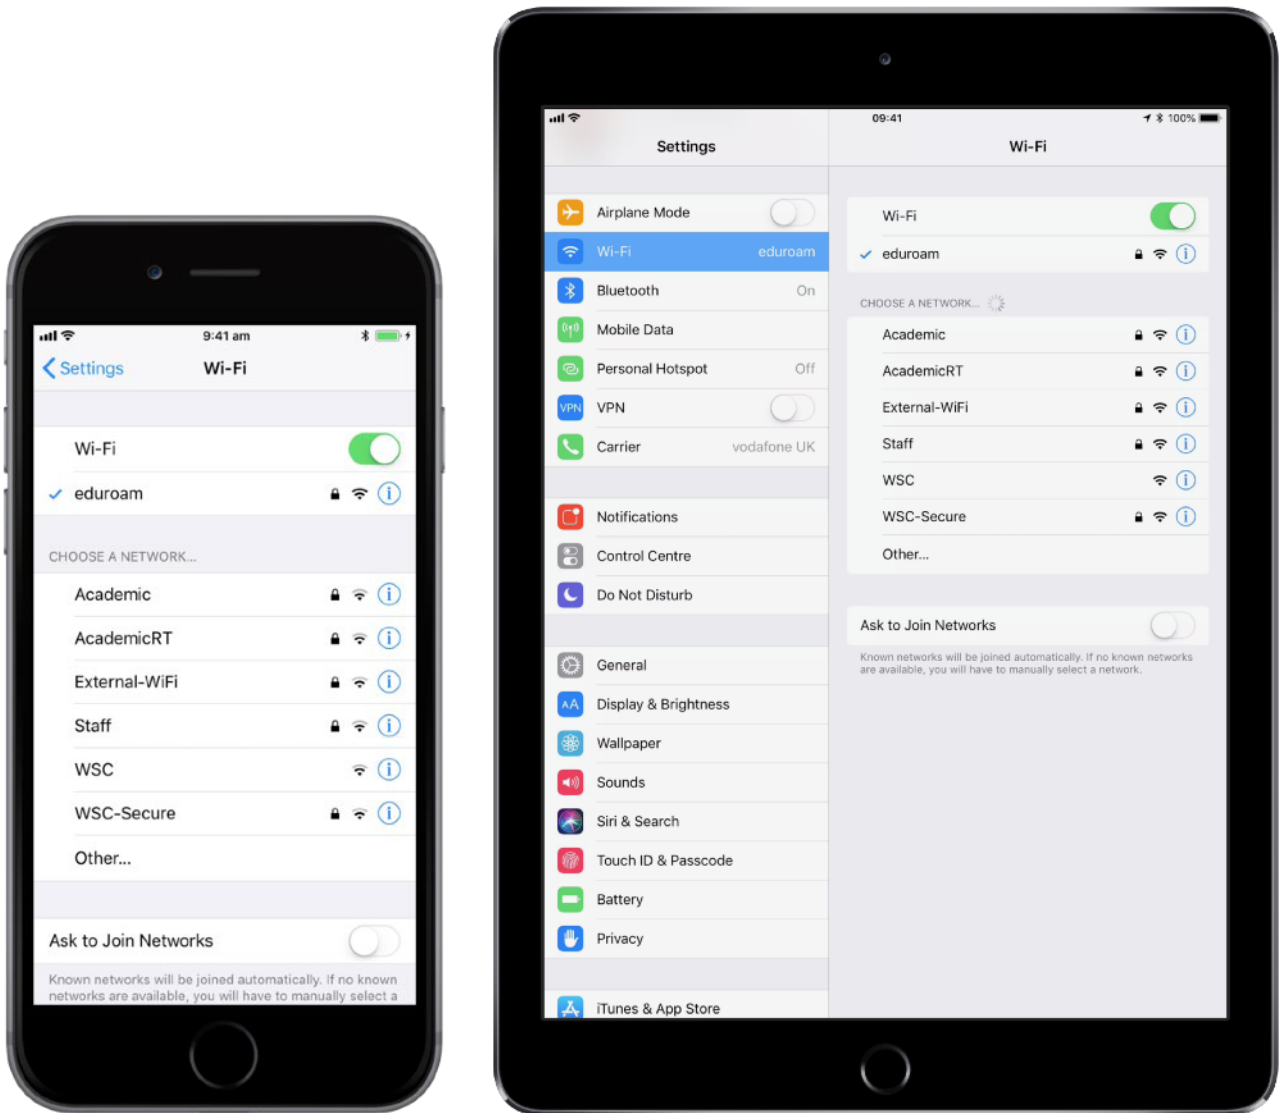 9:41 am
Settings
Wi-Fi
Wi-Fi
eduroam
CHOOSE A NETWORK...
Academic
AcademicRT
External-WiFi
Staff
WSC
WSC-Secure
Other...
Ask to Join Networks
Known networks will be joined automatically. If no known
networks are available, you will have to manually select a
09:41
100%
Settings
Airplane Mode
Wi-Fi eduroam
Bluetooth On
Mobile Data
Personal Hotspot Off
VPN VPN
Carrier vodafone UK
Notifications
Control Centre
Do Not Disturb
General
AA Display & Brightness
Wallpaper
Sounds
Siri & Search
Touch ID & Passcode
Battery
Privacy
iTunes & App Store
Wi-Fi
Wi-Fi
eduroam
CHOOSE A NETWORK...
Academic
AcademicRT
External-WiFi
Staff
WSC
WSC-Secure
Other...
Ask to Join Networks
Known networks will be joined automatically. If no known networks
are available, you will have to manually select a network.